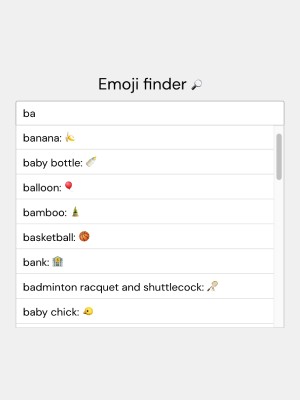 Emoji finder 🔎
ba
banana: 🍌
baby bottle: 🍼
balloon: 🎈
bamboo: 🎍
basketball: 🏀
bank: 🏦
badminton racquet and shuttlecock: 🏸
baby chick: 🐤